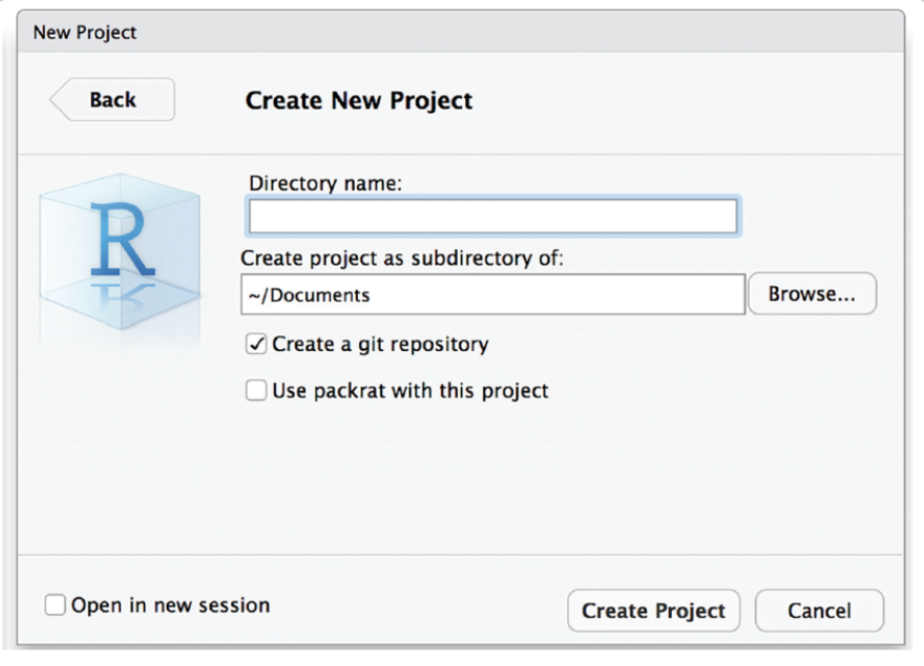 New Project
Back
Create New Project
R
Directory name:
Create project as subdirectory of:
~/Documents
Browse...
Create a git repository
Use packrat with this project
Open in new session
Create Project
Cancel